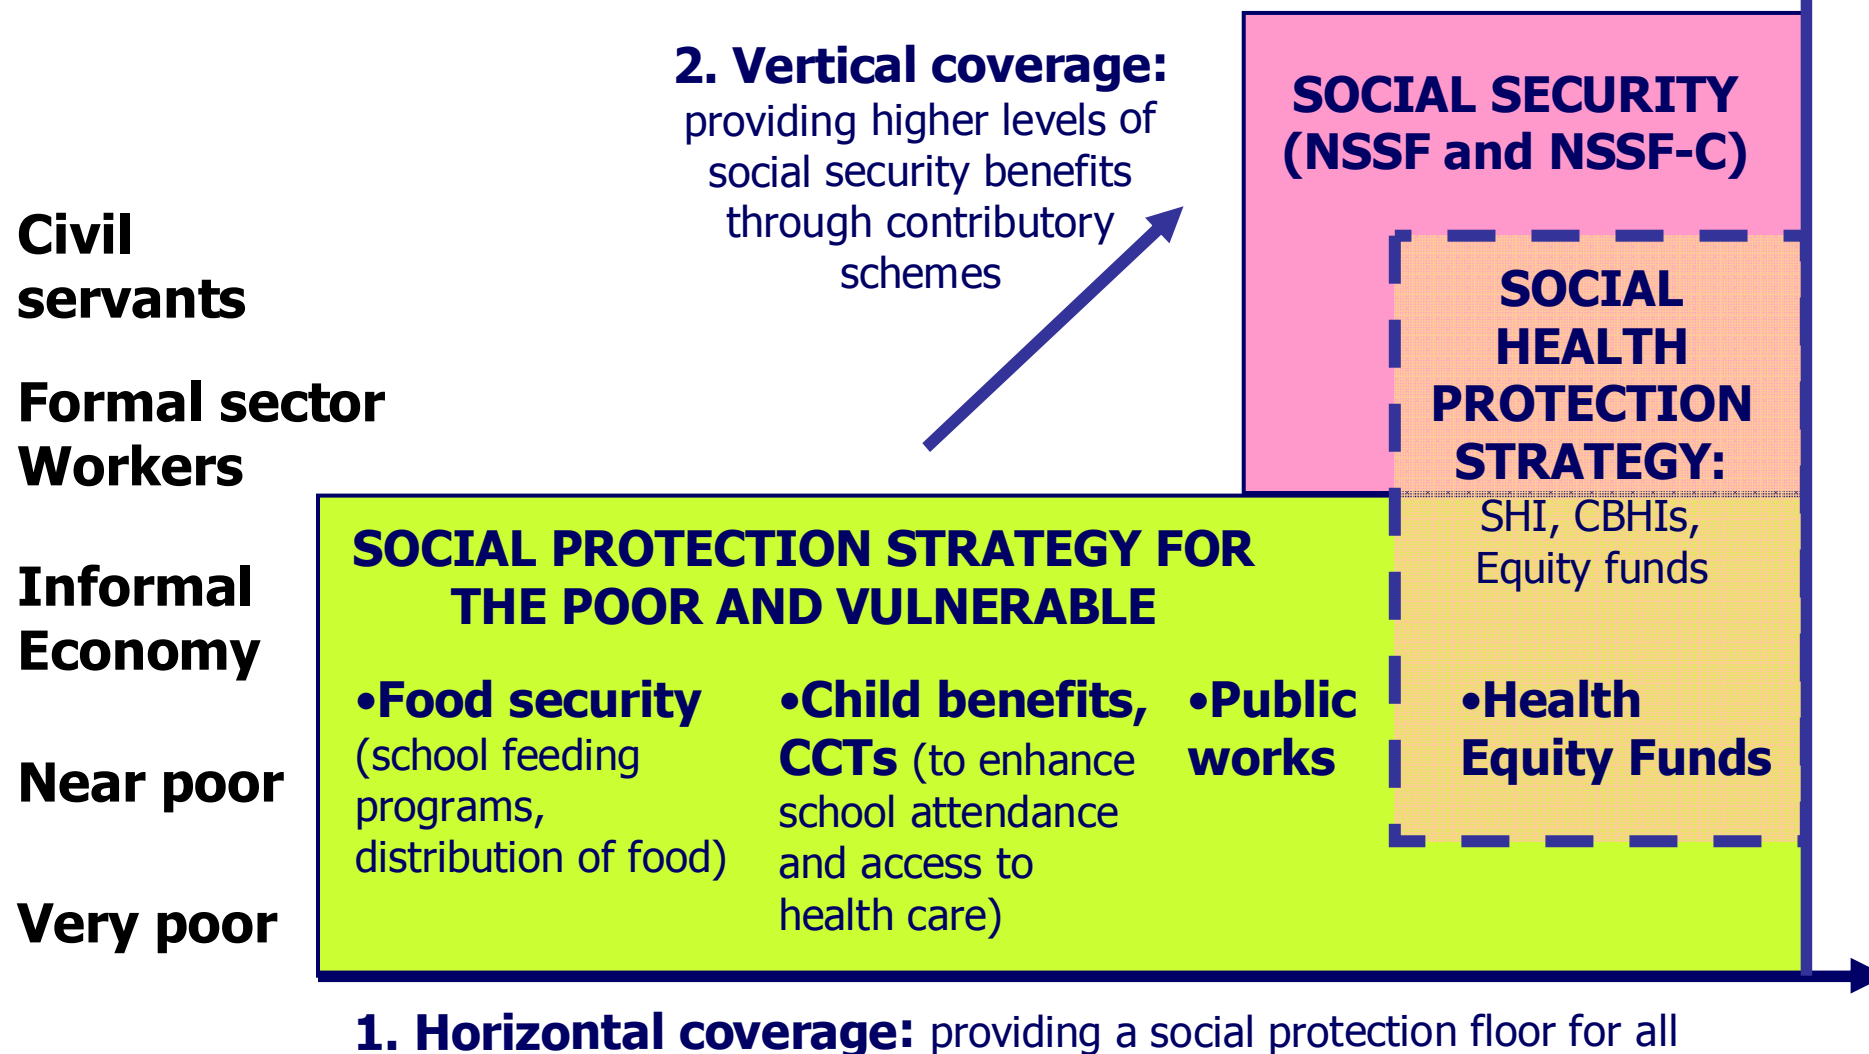 2. Vertical coverage:
providing higher levels of
social security benefits
through contributory
schemes
SOCIAL SECURITY
(NSSF and NSSF-C)
Civil
servants
Formal sector
Workers
Informal
Economy
Near poor
Very poor
SOCIAL
HEALTH
PROTECTION
STRATEGY:
SHI, CBHIs,
Equity funds
SOCIAL PROTECTION STRATEGY FOR
THE POOR AND VULNERABLE
•Food security
(school feeding
programs,
distribution of food)
•Child benefits,
CCTs (to enhance
school attendance
and access to
health care)
•Public
works
•Health
Equity Funds
1. Horizontal coverage: providing a social protection floor for all